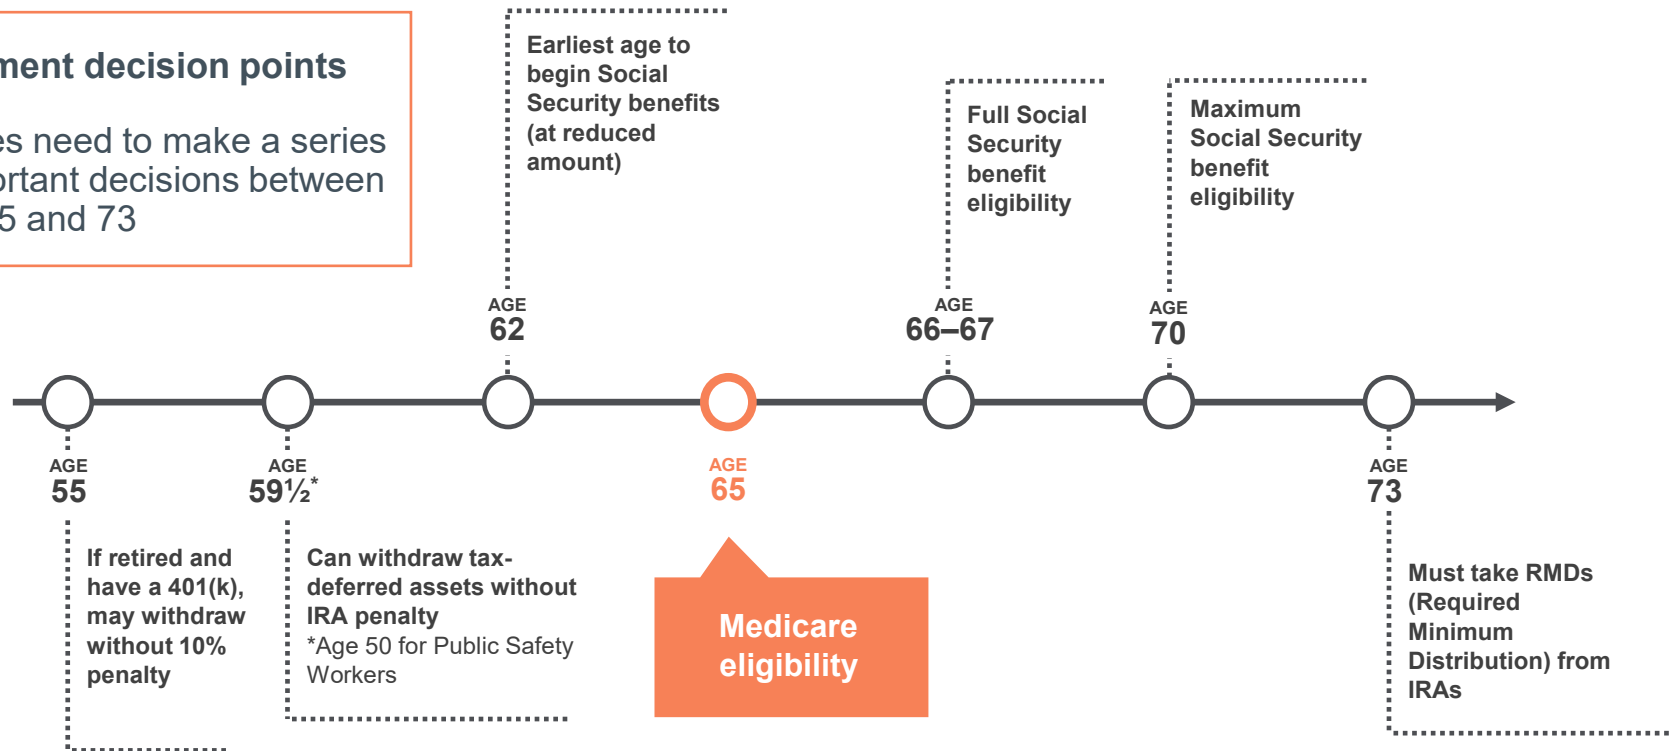 ment decision points
es need to make a series
ortant decisions between
5 and 73
Earliest age to
begin Social
Security benefits
(at reduced
amount)
Full Social
Security
benefit
eligibility
Maximum
Social Security
benefit
eligibility
AGE
62
AGE
66–67
AGE
70
AGE
55
AGE
59½*
AGE
65
AGE
73
If retired and
have a 401(k),
may withdraw
without 10%
penalty
Can withdraw tax-
deferred assets without
IRA penalty
*Age 50 for Public Safety
Workers
Medicare
eligibility
Must take RMDs
(Required
Minimum
Distribution) from
IRAs